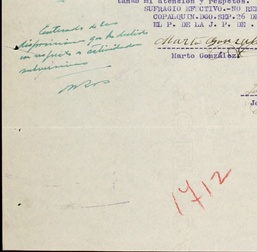 tamos mi atención y respetos.
SUFRAGIO EFECTIVO.-NO RE
COPALQUIN.DGO.SEP.26 DE
EL P. DE LA J. P. DE .
Marto Gonzalez
Enterado de las
disposiciones que ha dictado
con respecto a actividades
subversivas
1712